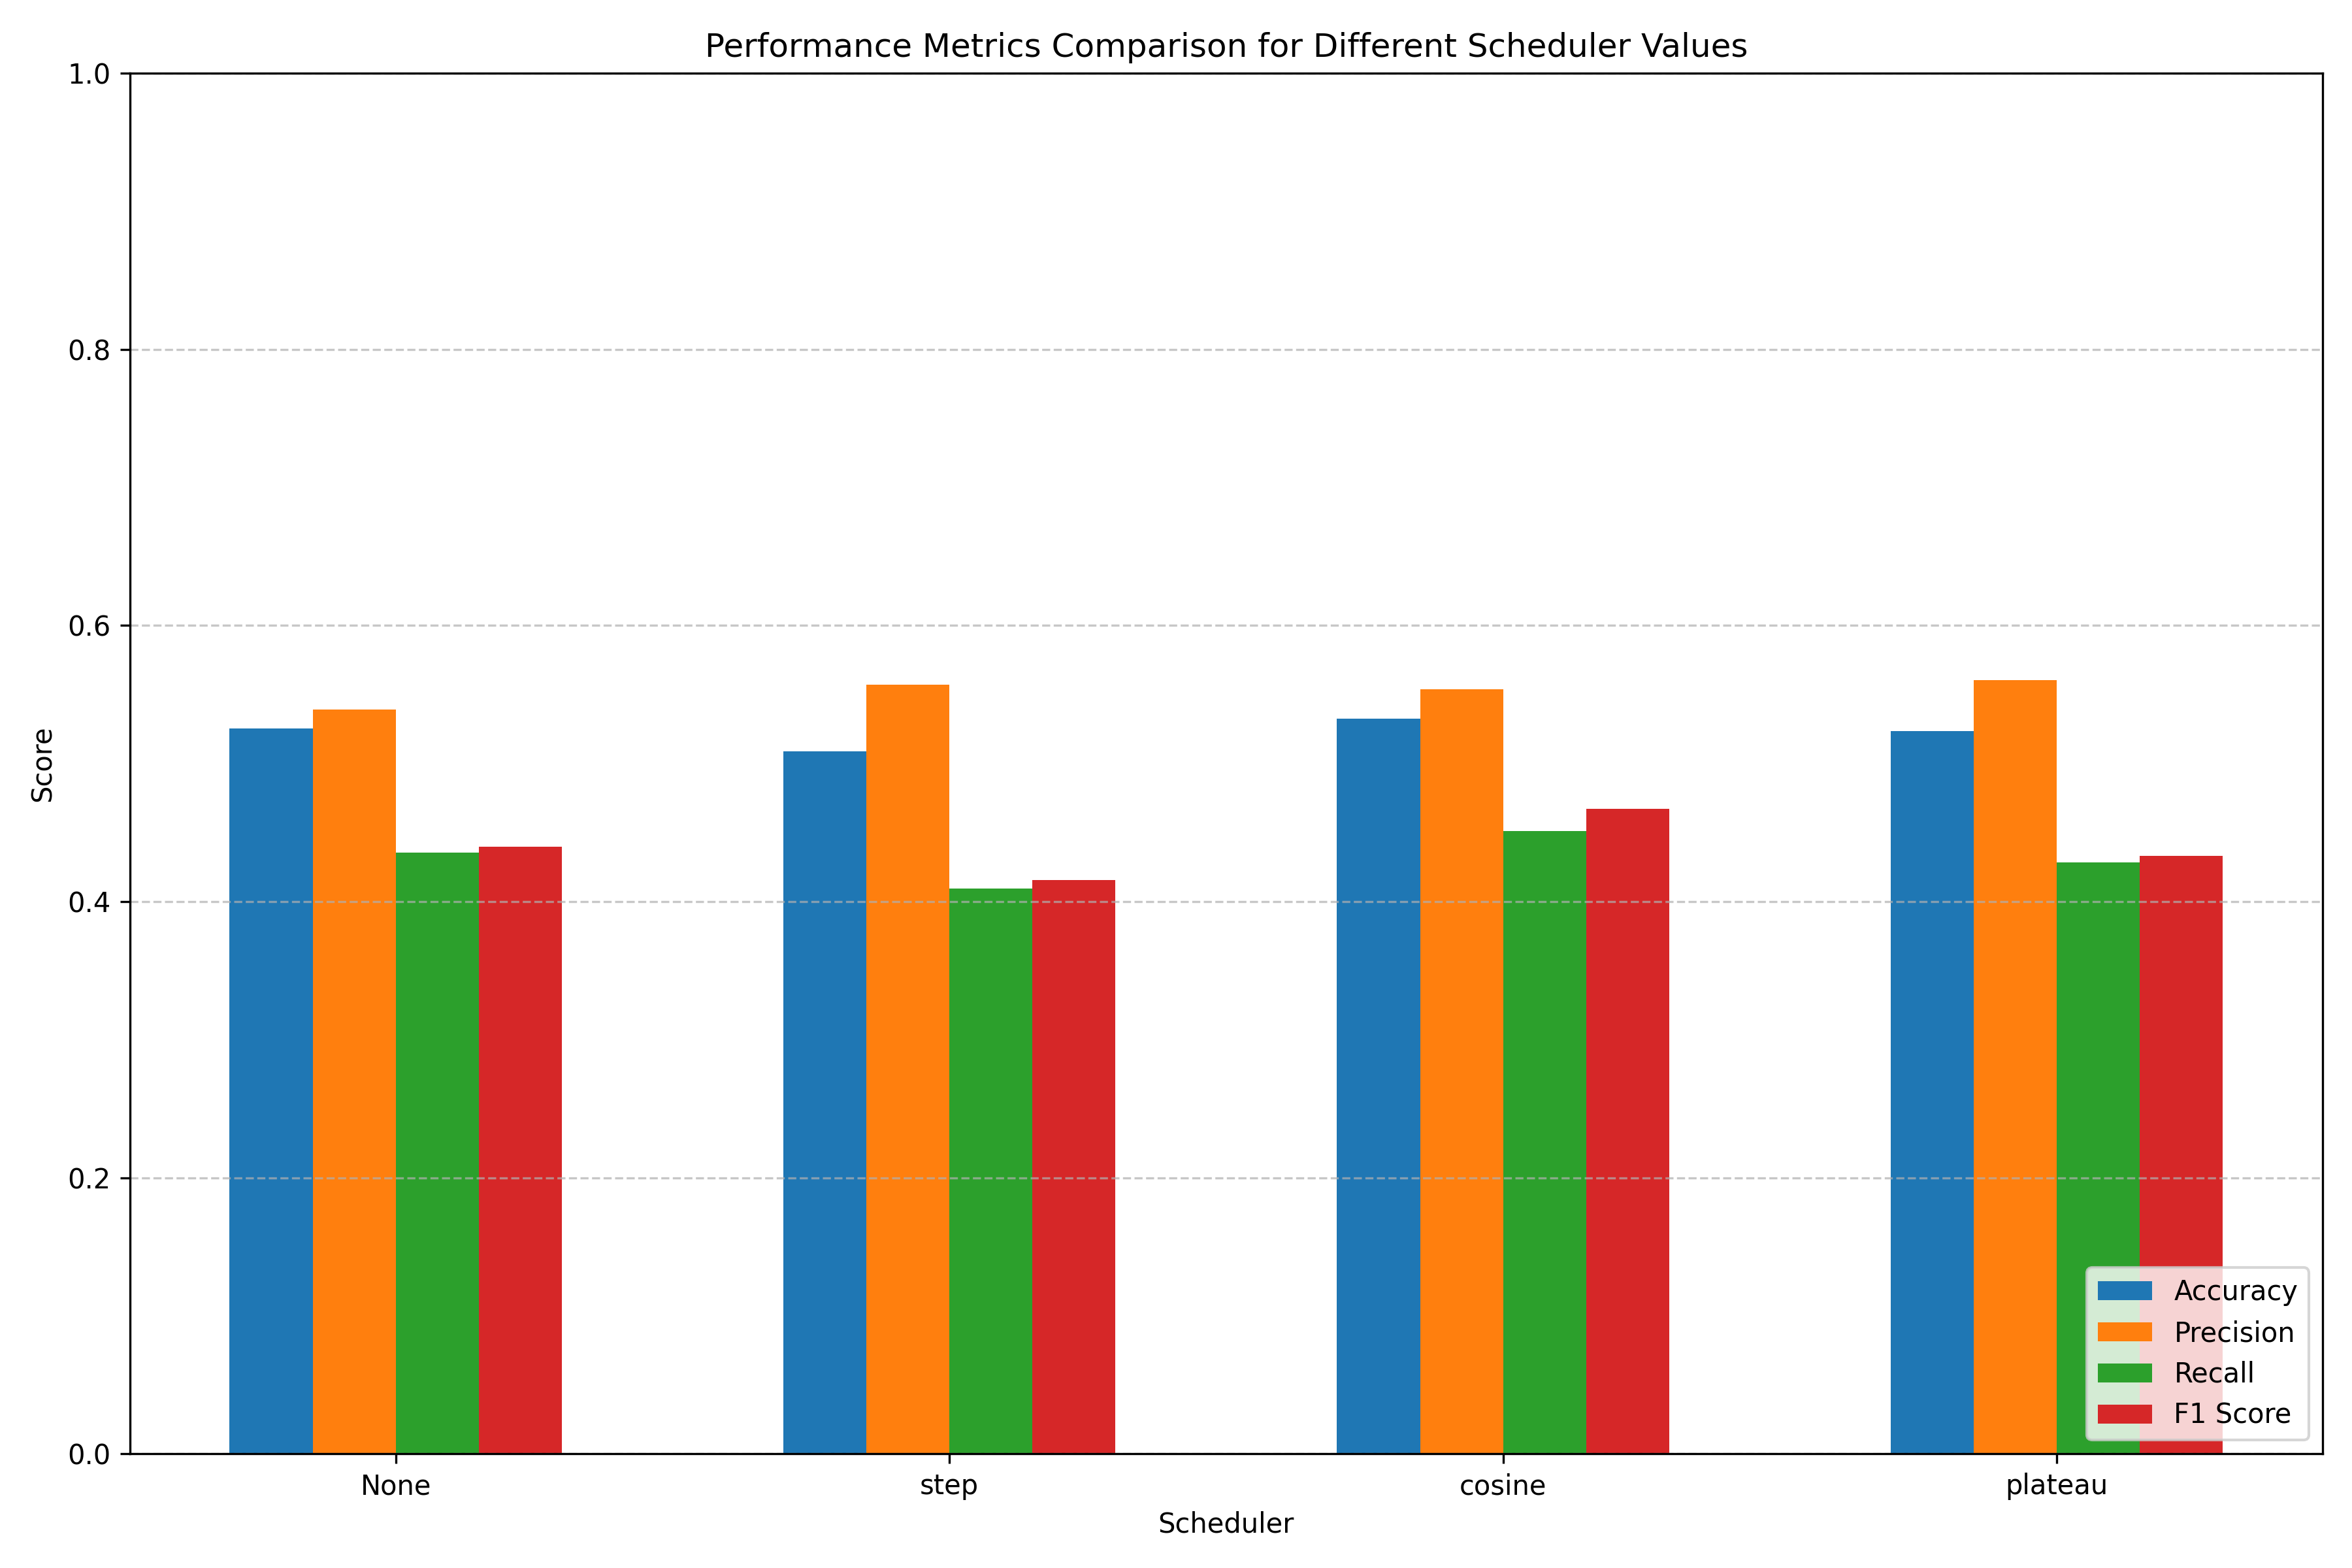 Performance Metrics Comparison for Different Scheduler Values
1.0
0.8
0.6
0.4
0.2
0.0
Score
None
step
cosine
plateau
Scheduler
Accuracy
Precision
Recall
F1 Score